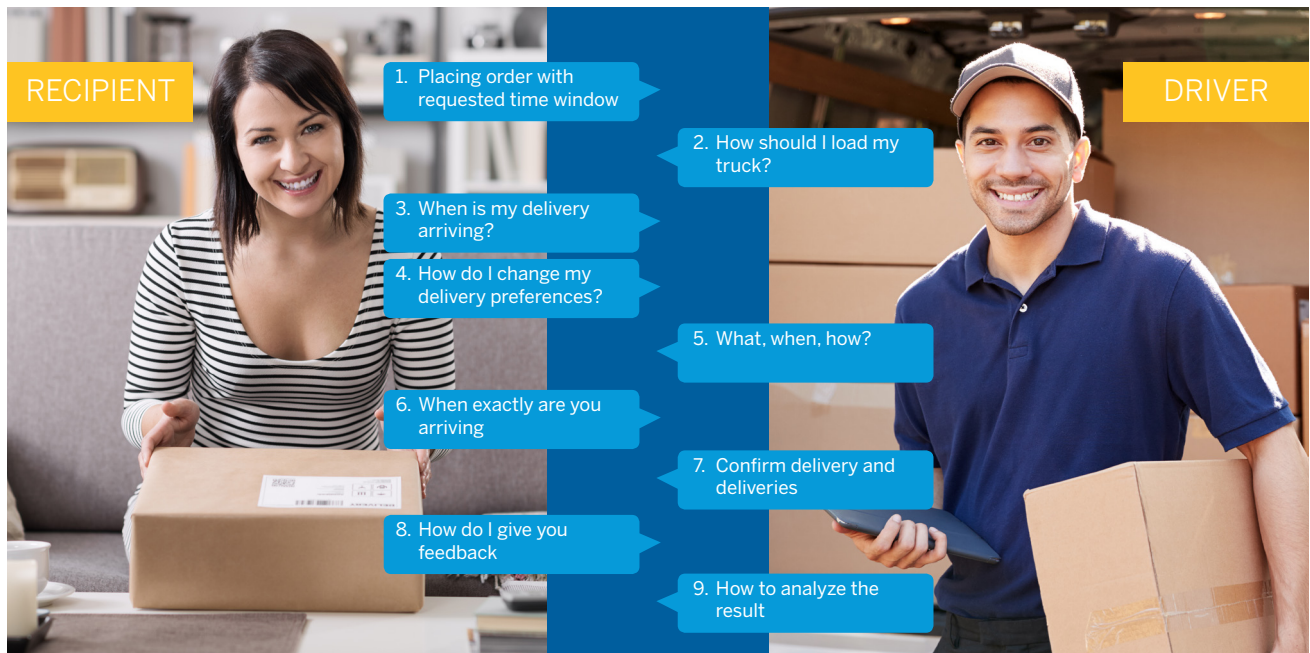 RECIPIENT
DRIVER
1. Placing order with
requested time window
2. How should I load my
truck?
3. When is my delivery
arriving?
4. How do I change my
delivery preferences?
5. What, when, how?
6. When exactly are you
arriving
7. Confirm delivery and
deliveries
8. How do I give you
feedback
9. How to analyze the
result